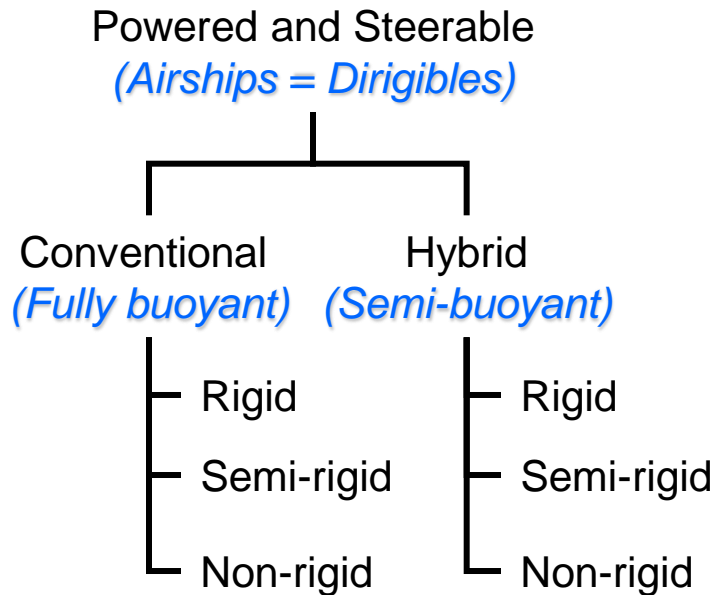 Powered and Steerable
(Airships = Dirigibles)
Conventional
(Fully buoyant)
Rigid
Semi-rigid
Non-rigid
Hybrid
(Semi-buoyant)
Rigid
Semi-rigid
Non-rigid